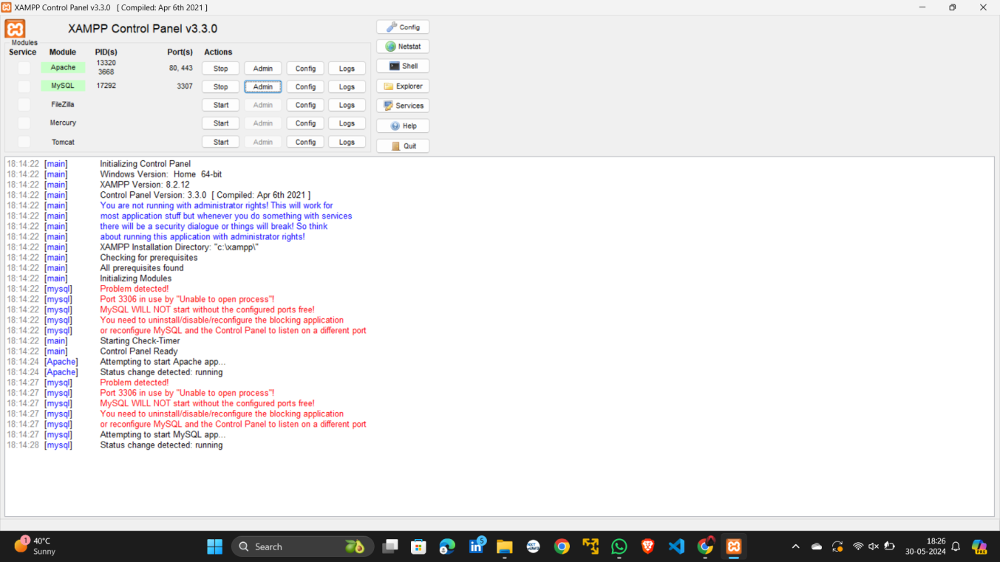 XAMPP Control Panel v3.3.0 [ Compiled: Apr 6th 2021 ]
XAMPP Control Panel v3.3.0
Modules
Service Module PID(s) Port(s) Actions
Apache 13320 3668 80, 443 Stop Admin Config Logs
MySQL 17292 3307 Stop Admin Config Logs
FileZilla Start Admin Config Logs
Mercury Start Admin Config Logs
Tomcat Start Admin Config Logs
Config
Netstat
Shell
Explorer
Services
Help
Quit
18:14:22 [main] Initializing Control Panel
18:14:22 [main] Windows Version: Home 64-bit
18:14:22 [main] XAMPP Version: 8.2.12
18:14:22 [main] Control Panel Version: 3.3.0 [ Compiled: Apr 6th 2021 ]
18:14:22 [main] You are not running with administrator rights! This will work for
18:14:22 [main] most application stuff but whenever you do something with services
18:14:22 [main] there will be a security dialogue or things will break! So think
18:14:22 [main] about running this application with administrator rights!
18:14:22 [main] XAMPP Installation Directory: "c:\xampp\"
18:14:22 [main] Checking for prerequisites
18:14:22 [main] All prerequisites found
18:14:22 [main] Initializing Modules
18:14:22 [mysql] Problem detected!
18:14:22 [mysql] Port 3306 in use by "Unable to open process"!
18:14:22 [mysql] MySQL WILL NOT start without the configured ports free!
18:14:22 [mysql] You need to uninstall/disable/reconfigure the blocking application
18:14:22 [mysql] or reconfigure MySQL and the Control Panel to listen on a different port
18:14:22 [main] Starting Check-Timer
18:14:22 [main] Control Panel Ready
18:14:24 [Apache] Attempting to start Apache app...
18:14:24 [Apache] Status change detected: running
18:14:27 [mysql] Problem detected!
18:14:27 [mysql] Port 3306 in use by "Unable to open process"!
18:14:27 [mysql] MySQL WILL NOT start without the configured ports free!
18:14:27 [mysql] You need to uninstall/disable/reconfigure the blocking application
18:14:27 [mysql] or reconfigure MySQL and the Control Panel to listen on a different port
18:14:27 [mysql] Attempting to start MySQL app...
18:14:28 [mysql] Status change detected: running
1
40°C
Sunny
Search
5
NXT
WAVE
18:26
30-05-2024
PRE